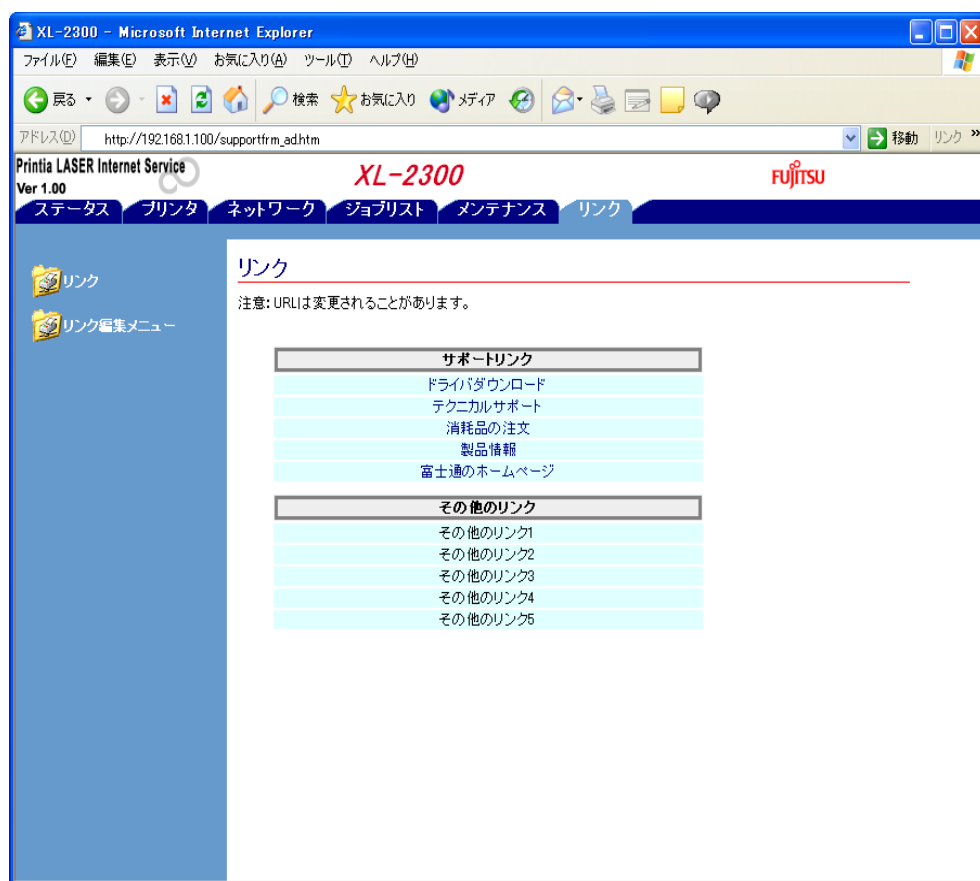 XL-2300 - Microsoft Internet Explorer
ファイル(F) 編集(E) 表示(V) お気に入り(A) ツール(T) ヘルプ(H)
戻る 検索 お気に入り メディア
アドレス(D) http://192.168.1.100/supportfrm_ad.htm 移動 リンク »
Printia LASER Internet Service
Ver 1.00
XL-2300
FUJITSU
ステータス プリンタ ネットワーク ジョブリスト メンテナンス リンク
リンク
リンク編集メニュー
リンク
注意: URLは変更されることがあります。
サポートリンク
ドライバダウンロード
テクニカルサポート
消耗品の注文
製品情報
富士通のホームページ
その他のリンク
その他のリンク1
その他のリンク2
その他のリンク3
その他のリンク4
その他のリンク5